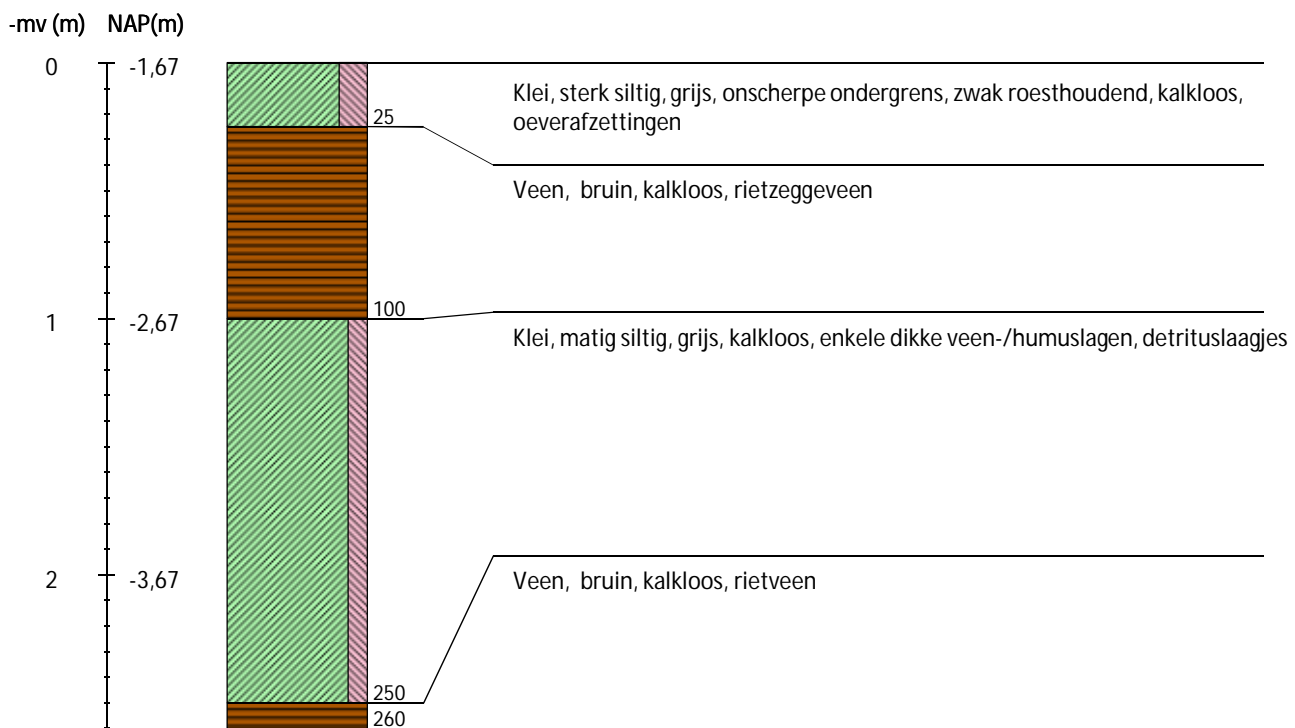 -mv (m) NAP(m)
0 -1,67
Klei, sterk siltig, grijs, onscherpe ondergrens, zwak roesthoudend, kalkloos,
oeverafzettingen
25
Veen, bruin, kalkloos, rietzeggeveen
100
1 -2,67
Klei, matig siltig, grijs, kalkloos, enkele dikke veen-/humuslagen, detrituslaagjes
2 -3,67
Veen, bruin, kalkloos, rietveen
250
260